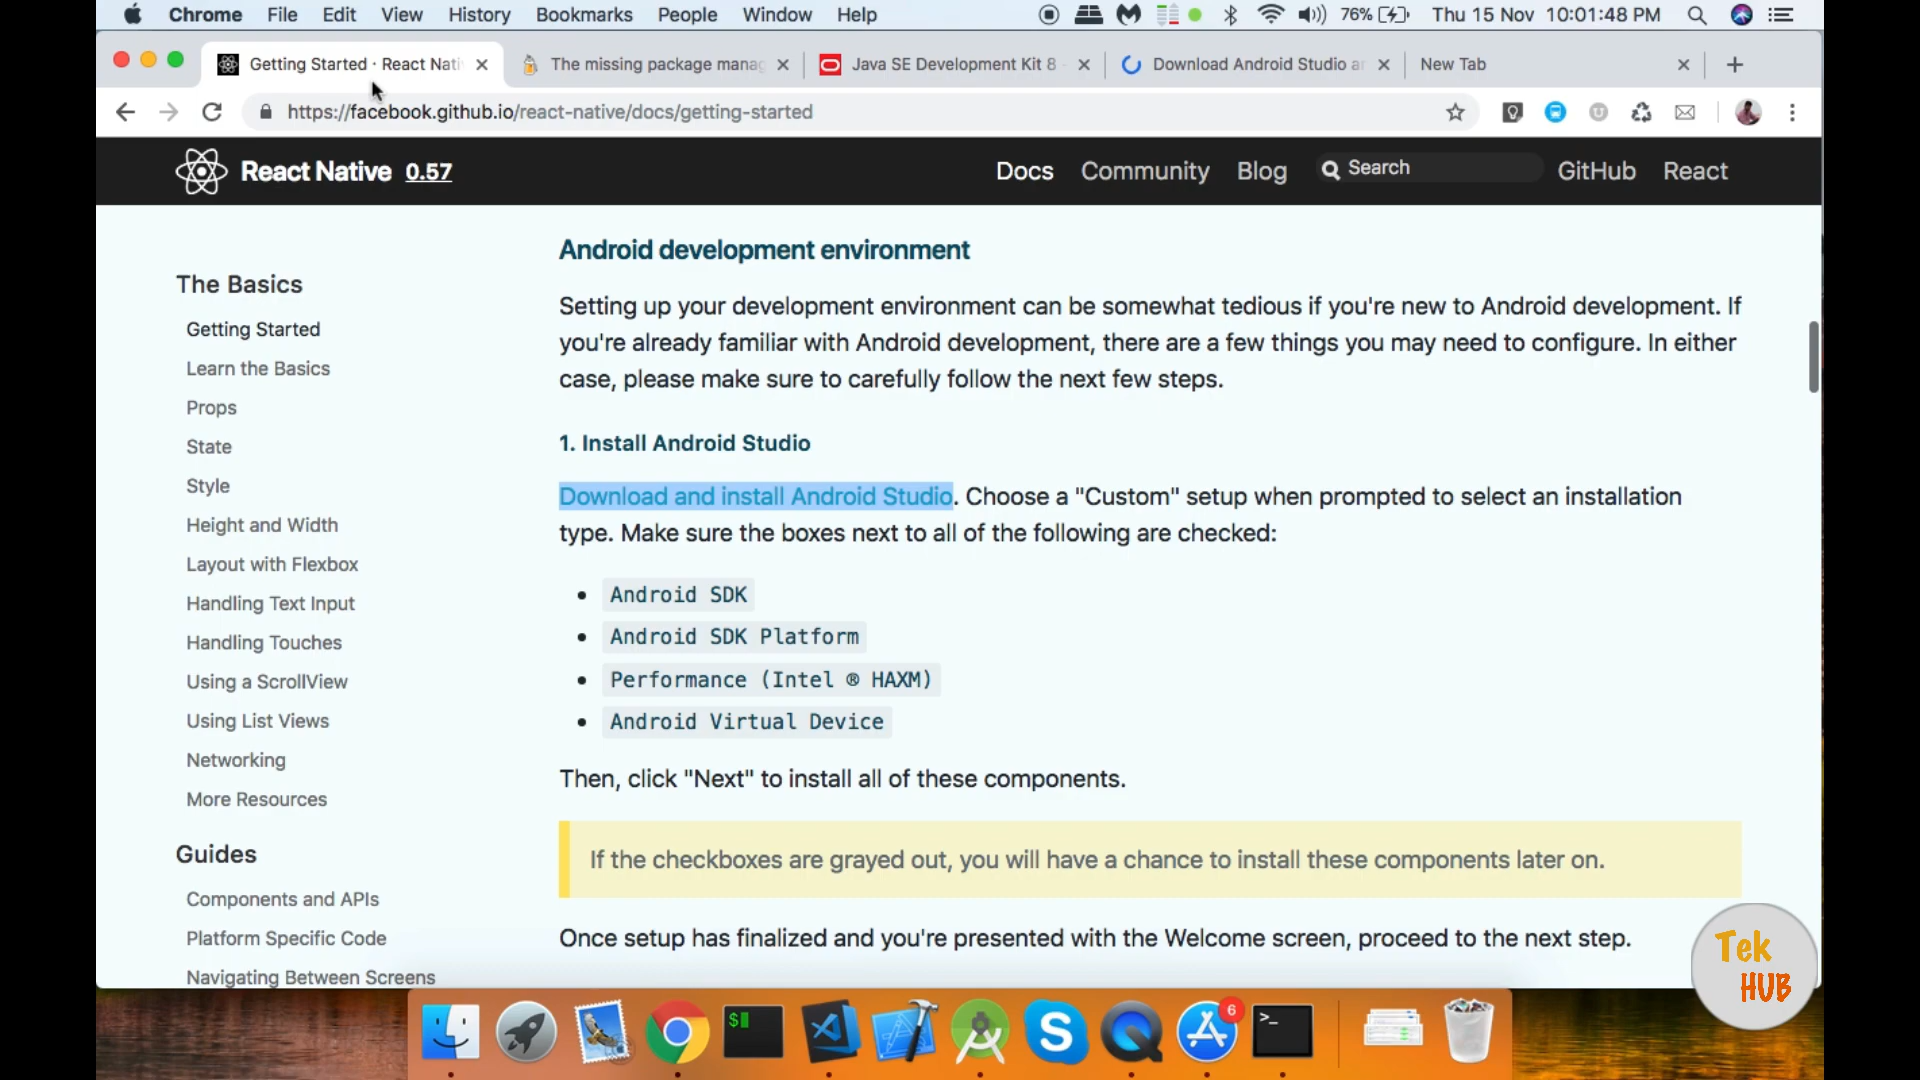 Chrome File Edit View History Bookmarks People Window Help 76% Thu 15 Nov 10:01:48 PM
Getting Started · React Nati The missing package mana Java SE Development Kit 8 - Download Android Studio an New Tab
https://facebook.github.io/react-native/docs/getting-started
React Native 0.57 Docs Community Blog Search GitHub React
The Basics
Getting Started
Learn the Basics
Props
State
Style
Height and Width
Layout with Flexbox
Handling Text Input
Handling Touches
Using a ScrollView
Using List Views
Networking
More Resources
Guides
Components and APIs
Platform Specific Code
Navigating Between Screens
Android development environment
Setting up your development environment can be somewhat tedious if you're new to Android development. If
you're already familiar with Android development, there are a few things you may need to configure. In either
case, please make sure to carefully follow the next few steps.
1. Install Android Studio
Download and install Android Studio. Choose a "Custom" setup when prompted to select an installation
type. Make sure the boxes next to all of the following are checked:
Android SDK
Android SDK Platform
Performance (Intel ® HAXM)
Android Virtual Device
Then, click "Next" to install all of these components.
If the checkboxes are grayed out, you will have a chance to install these components later on.
Once setup has finalized and you're presented with the Welcome screen, proceed to the next step.
Tek
HUB
$
S
6
>_